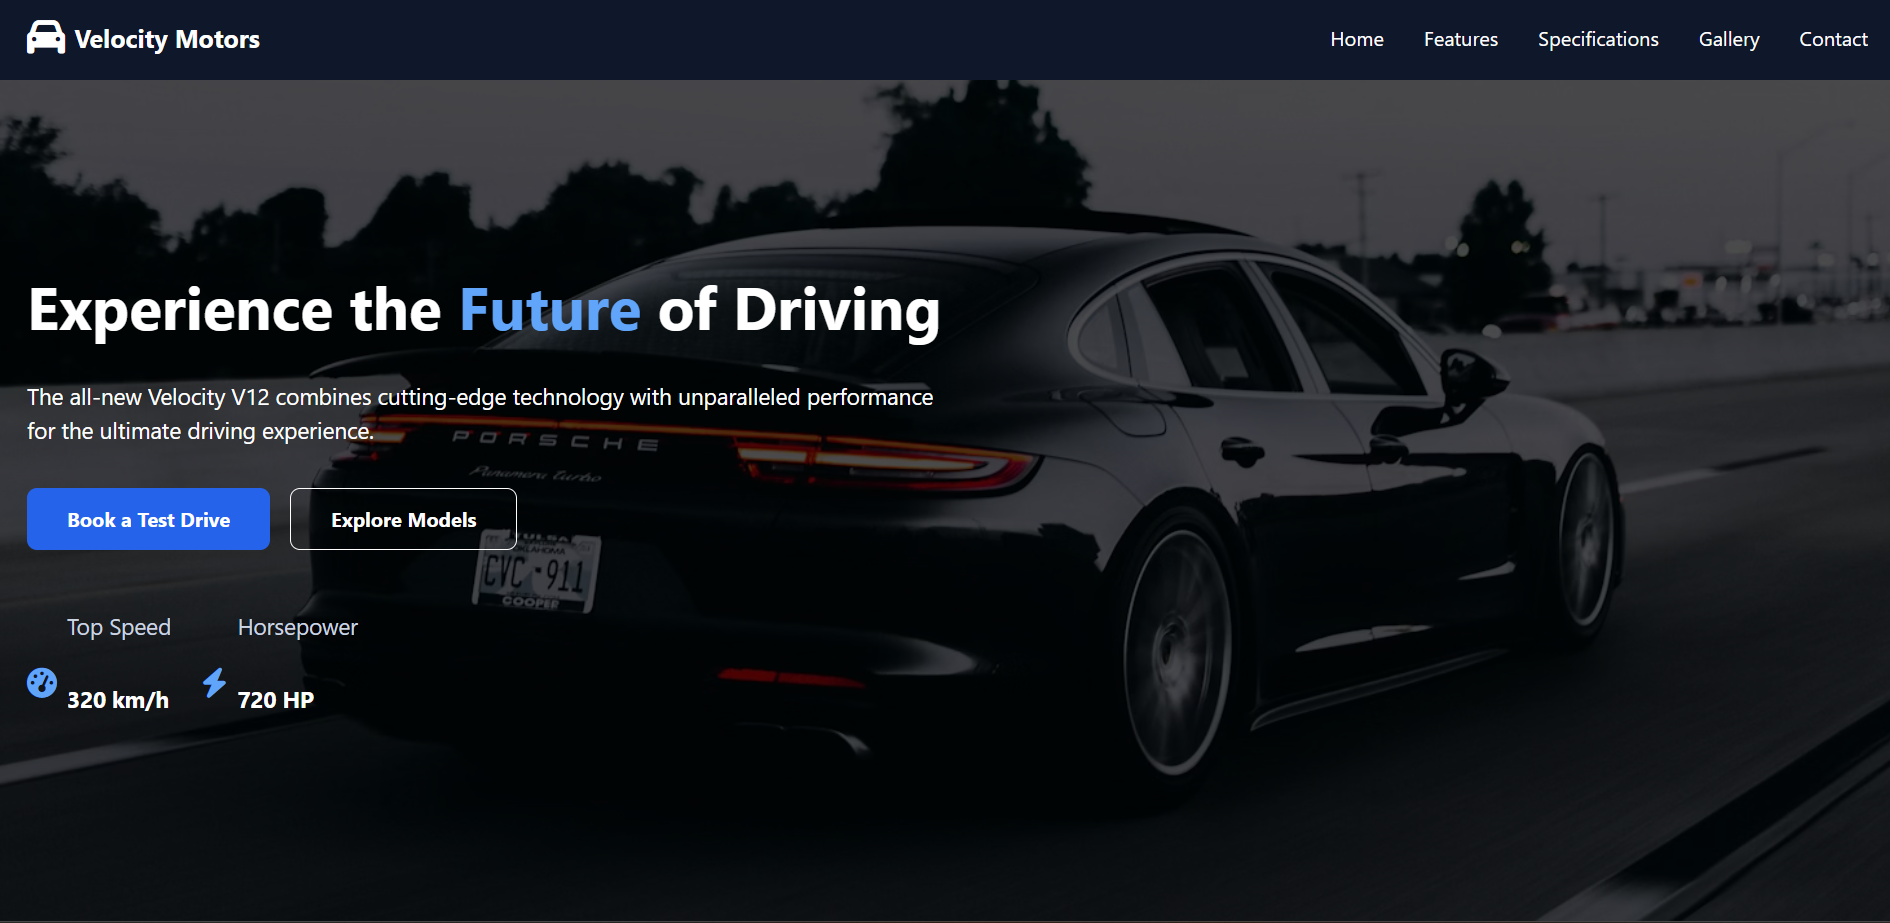 Velocity Motors
Home Features Specifications Gallery Contact
Experience the Future of Driving
The all-new Velocity V12 combines cutting-edge technology with unparalleled performance
for the ultimate driving experience.
PORSCHE
Panamera turbo
Book a Test Drive Explore Models
TULSA
OKLAHOMA
CVC-911
COOPER
Top Speed Horsepower
320 km/h 720 HP